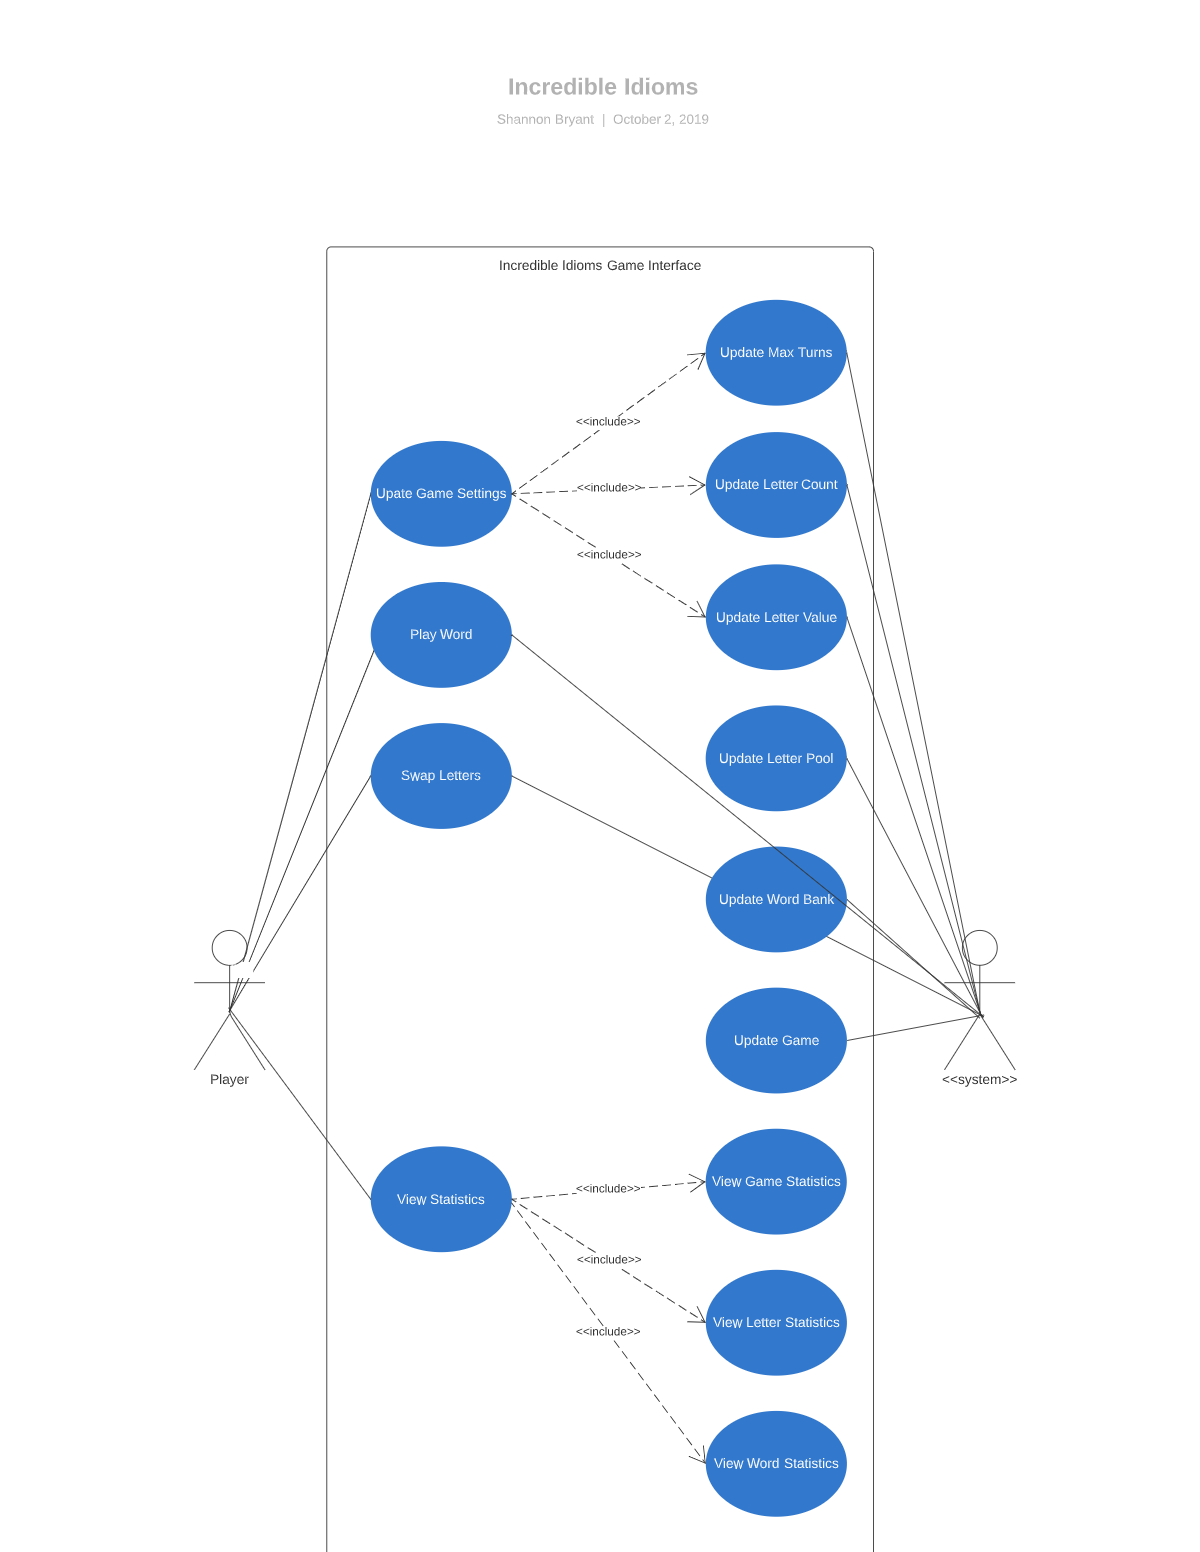 Incredible Idioms
Shannon Bryant | October 2, 2019
Incredible Idioms Game Interface
Update Max Turns
<<include>>
Upate Game Settings
<<include>>
Update Letter Count
<<include>>
Update Letter Value
Play Word
Swap Letters
Update Letter Pool
Update Word Bank
Update Game
Player
<<system>>
View Statistics
<<include>>
View Game Statistics
<<include>>
View Letter Statistics
<<include>>
View Word Statistics